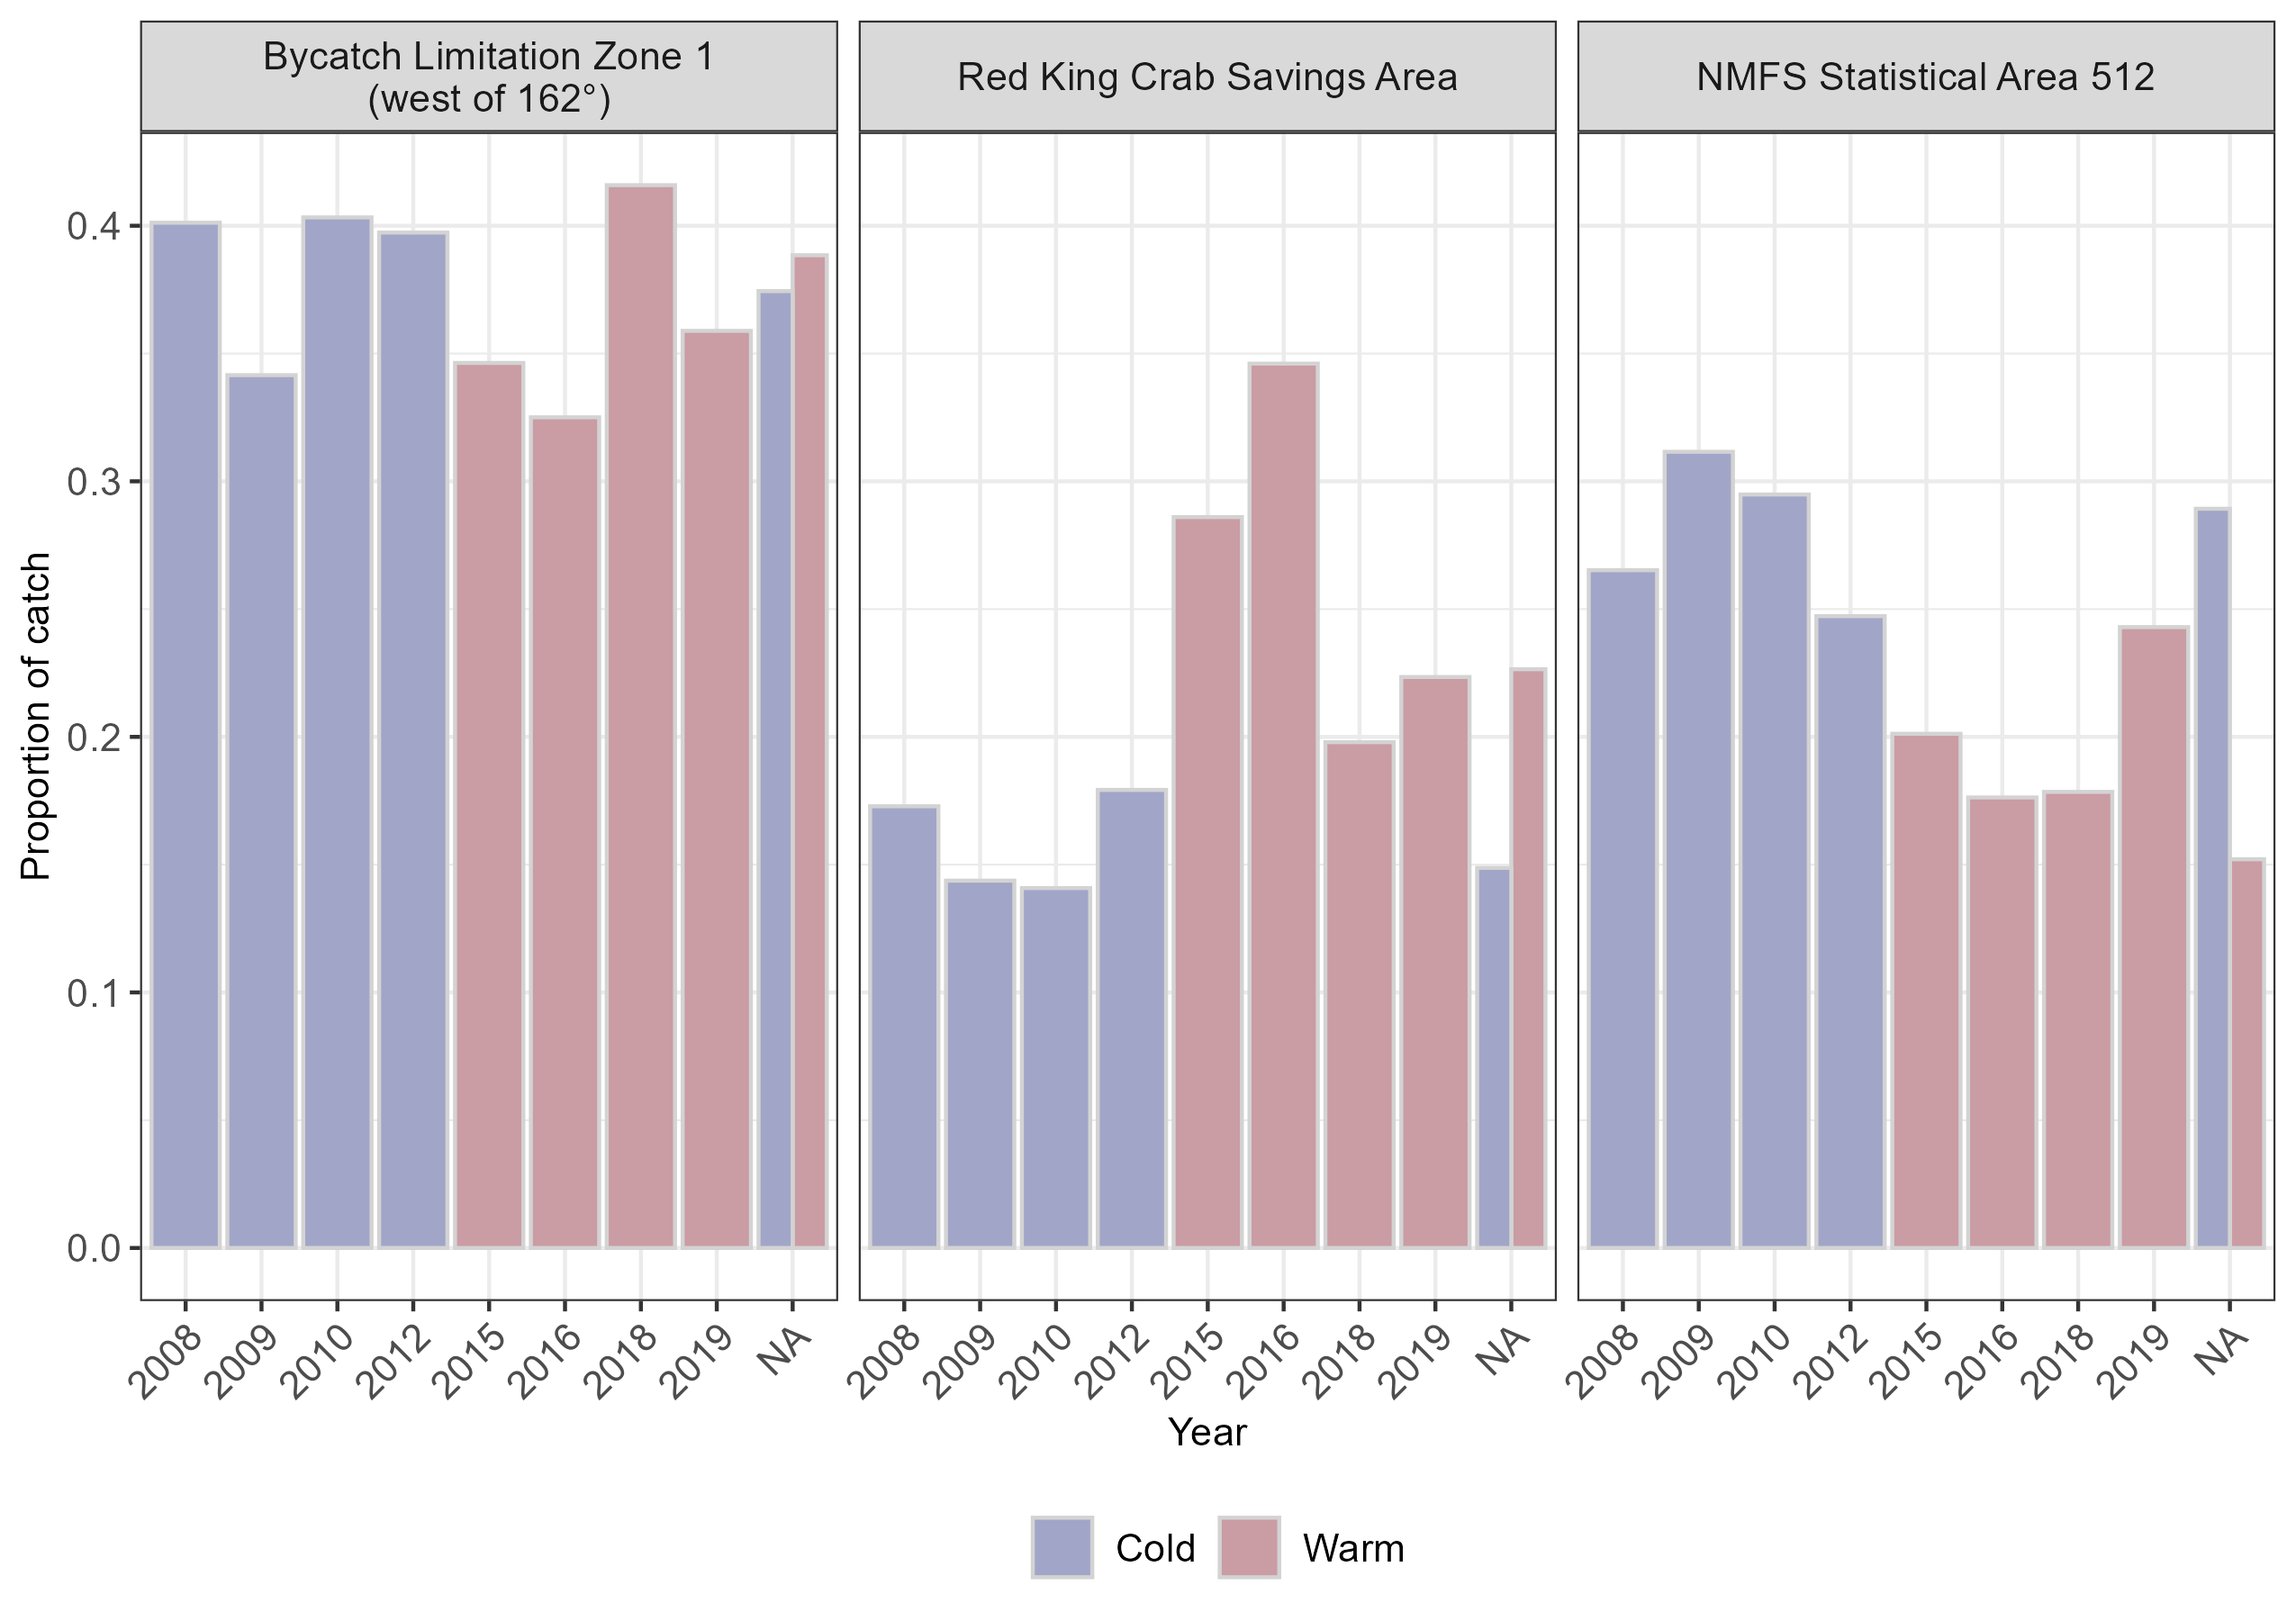 Bycatch Limitation Zone 1
(west of 162°)
Red King Crab Savings Area
NMFS Statistical Area 512
Proportion of catch
0.4
0.3
0.2
0.1
0.0
2008 2009 2010 2012 2015 2016 2018 2019 NA
2008 2009 2010 2012 2015 2016 2018 2019 NA
2008 2009 2010 2012 2015 2016 2018 2019 NA
Year
Cold Warm